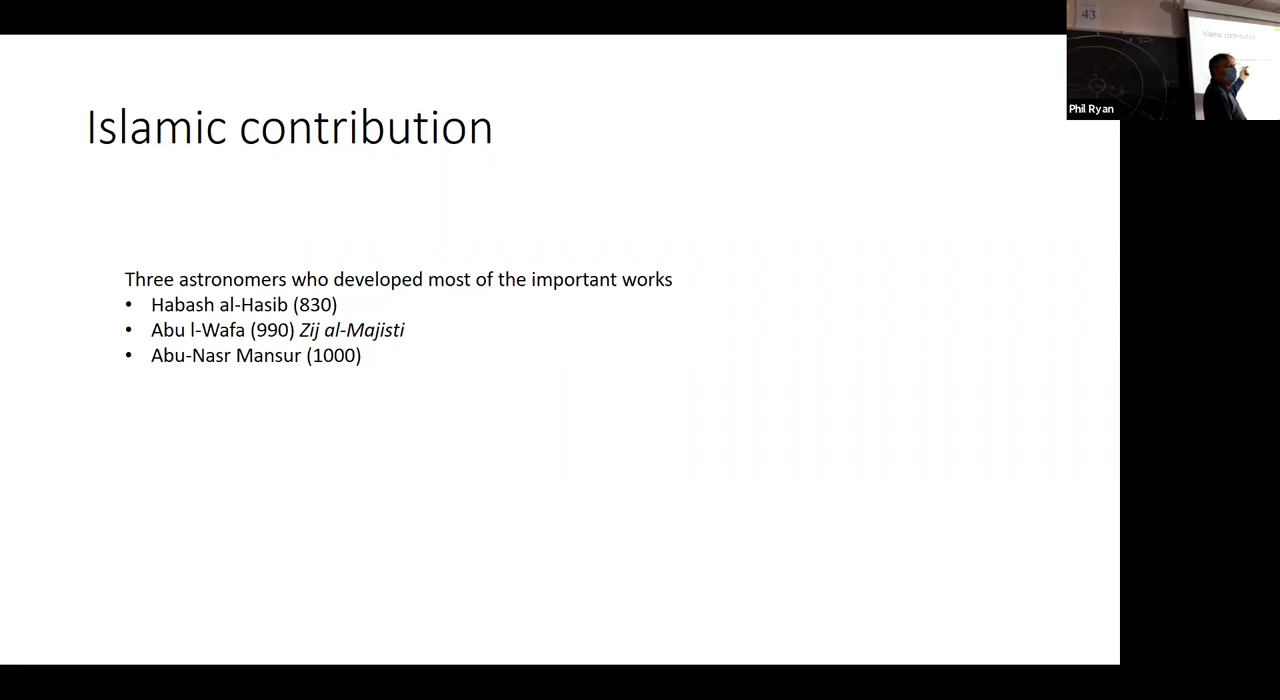 Islamic contribution
Three astronomers who developed most of the important works
• Habash al-Hasib (830)
• Abu l-Wafa (990) Zij al-Majisti
• Abu-Nasr Mansur (1000)
43
Islamic contribution
Phil Ryan